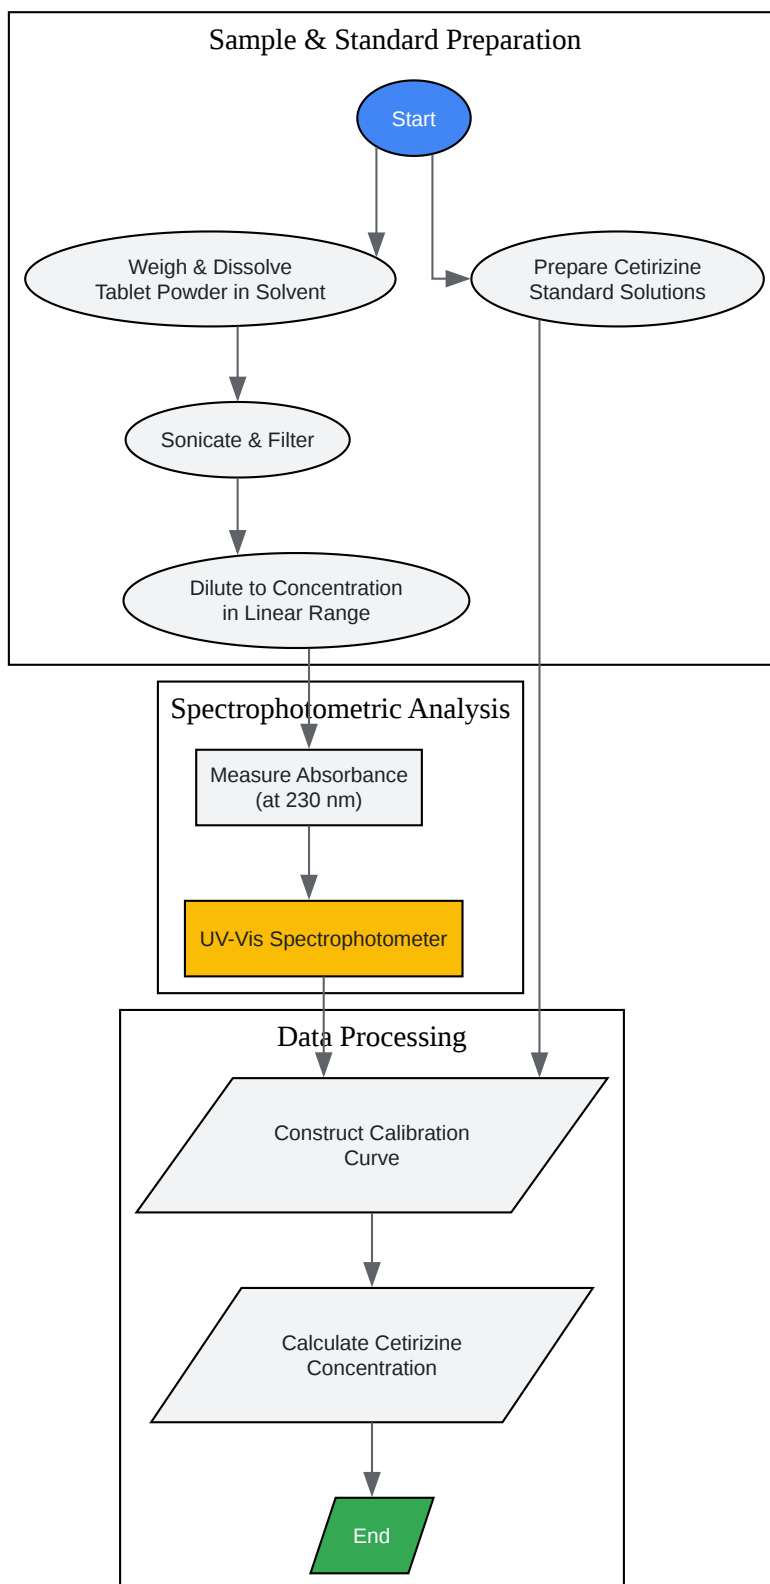 Sample & Standard Preparation
Start
Weigh & Dissolve
Tablet Powder in Solvent
Prepare Cetirizine
Standard Solutions
Sonicate & Filter
Dilute to Concentration
in Linear Range
Spectrophotometric Analysis
Measure Absorbance
(at 230 nm)
UV-Vis Spectrophotometer
Data Processing
Construct Calibration
Curve
Calculate Cetirizine
Concentration
End